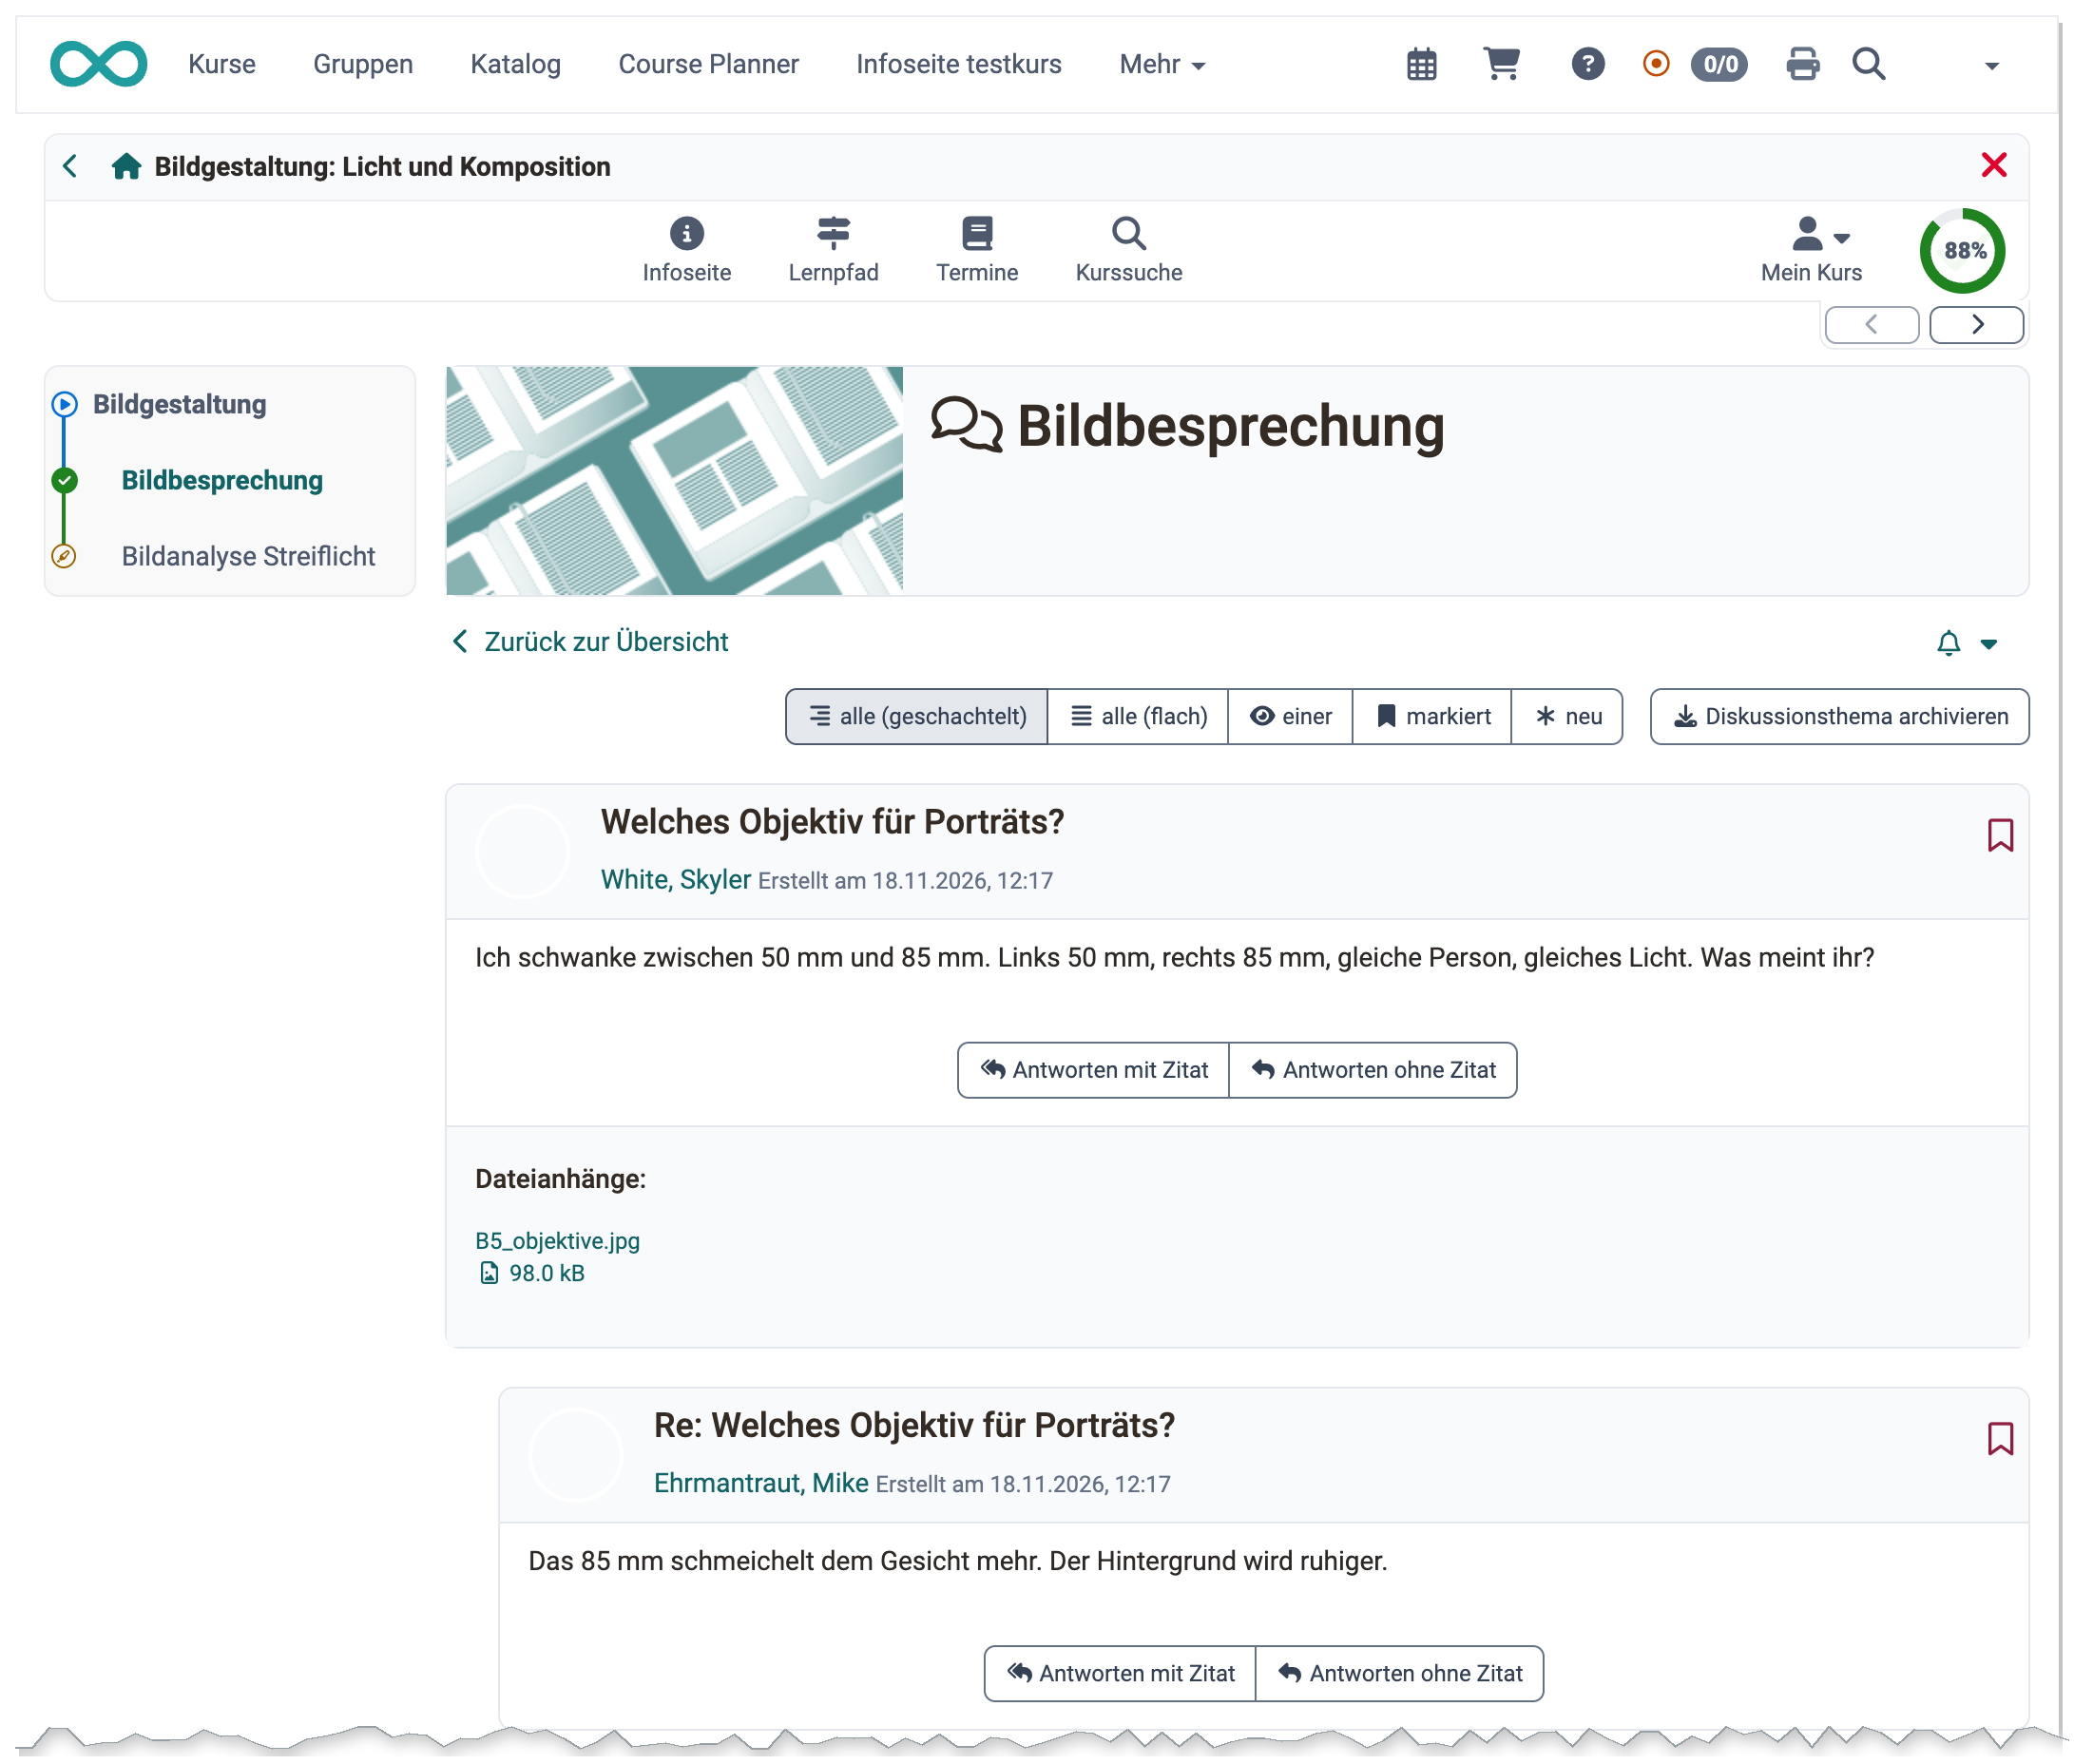 Kurse Gruppen Katalog Course Planner Infoseite testkurs Mehr 0/0
Bildgestaltung: Licht und Komposition
Infoseite Lernpfad Termine Kurssuche Mein Kurs 88%
Bildgestaltung
Bildbesprechung
Bildanalyse Streiflicht
Bildbesprechung
Zurück zur Übersicht
alle (geschachtelt) alle (flach) einer markiert neu Diskussionsthema archivieren
Welches Objektiv für Porträts?
White, Skyler Erstellt am 18.11.2026, 12:17
Ich schwanke zwischen 50 mm und 85 mm. Links 50 mm, rechts 85 mm, gleiche Person, gleiches Licht. Was meint ihr?
Antworten mit Zitat Antworten ohne Zitat
Dateianhänge:
B5_objektive.jpg
98.0 kB
Re: Welches Objektiv für Porträts?
Ehrmantraut, Mike Erstellt am 18.11.2026, 12:17
Das 85 mm schmeichelt dem Gesicht mehr. Der Hintergrund wird ruhiger.
Antworten mit Zitat Antworten ohne Zitat